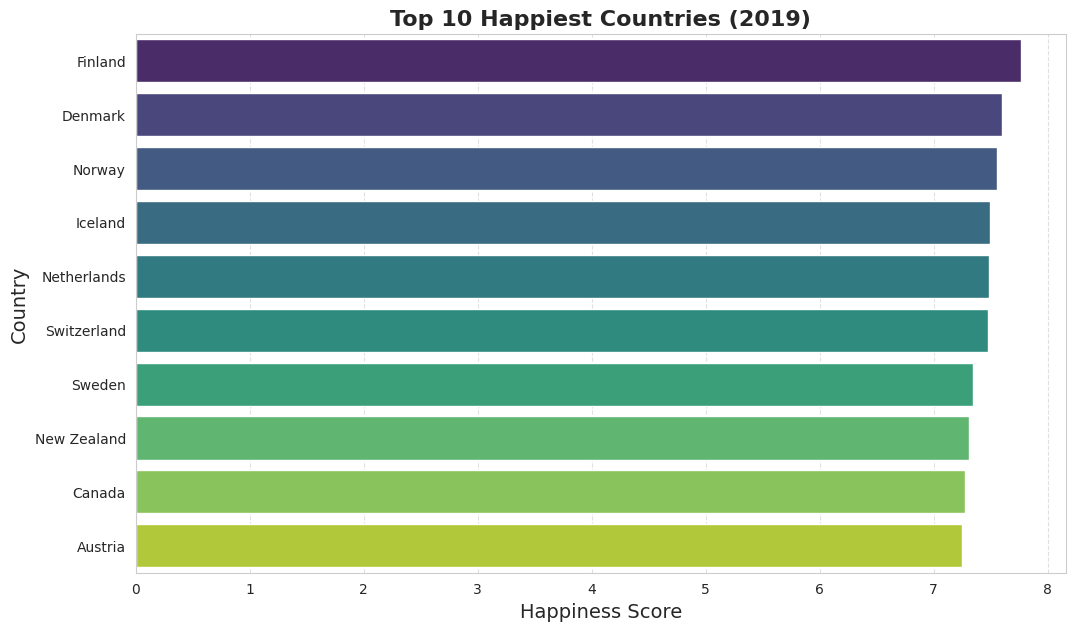 Top 10 Happiest Countries (2019)
Country
Finland
Denmark
Norway
Iceland
Netherlands
Switzerland
Sweden
New Zealand
Canada
Austria
0 1 2 3 4 5 6 7 8
Happiness Score